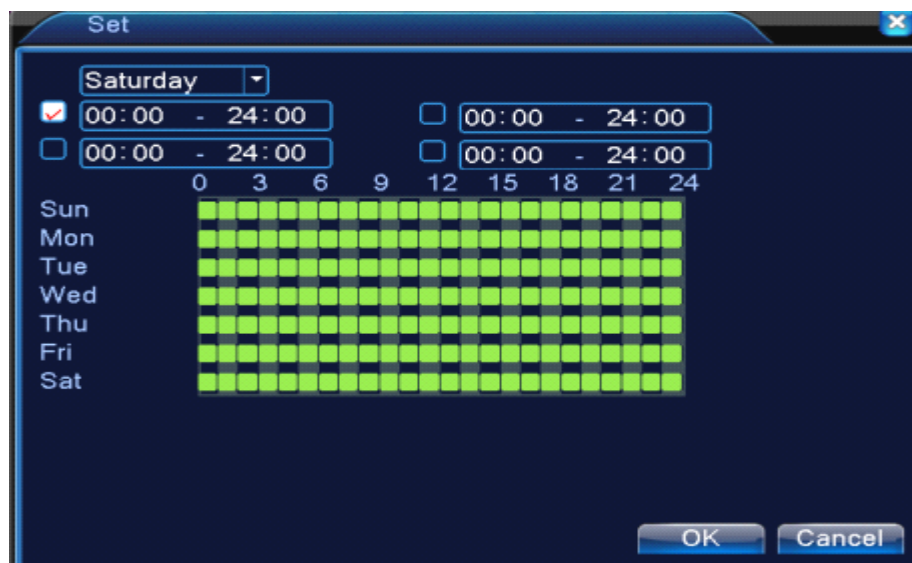 Set
Saturday
00:00 - 24:00 00:00 - 24:00
00:00 - 24:00 00:00 - 24:00
0 3 6 9 12 15 18 21 24
Sun
Mon
Tue
Wed
Thu
Fri
Sat
OK Cancel